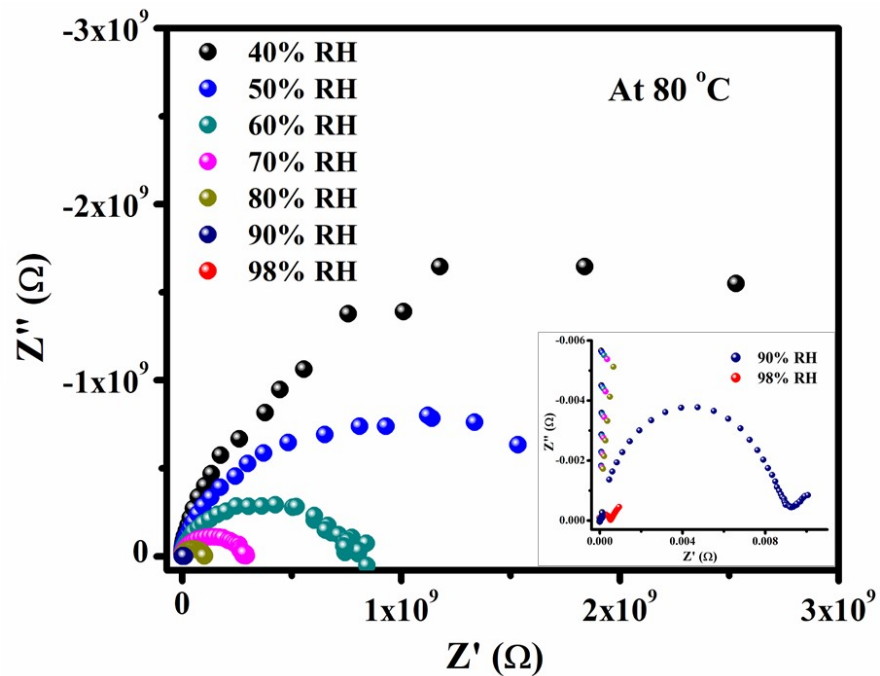 -3x10⁹
40% RH
50% RH
60% RH
70% RH
80% RH
90% RH
98% RH
At 80 °C
-2x10⁹
-1x10⁹
0
Z" (Ω)
0
1x10⁹
2x10⁹
3x10⁹
Z' (Ω)
-0.006
-0.004
-0.002
0.000
Z" (Ω)
90% RH
98% RH
0.000
0.004
0.008
Z' (Ω)